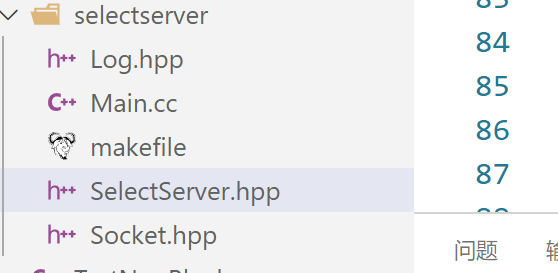 selectserver
Log.hpp
Main.cc
makefile
SelectServer.hpp
Socket.hpp
84
85
86
87
问题